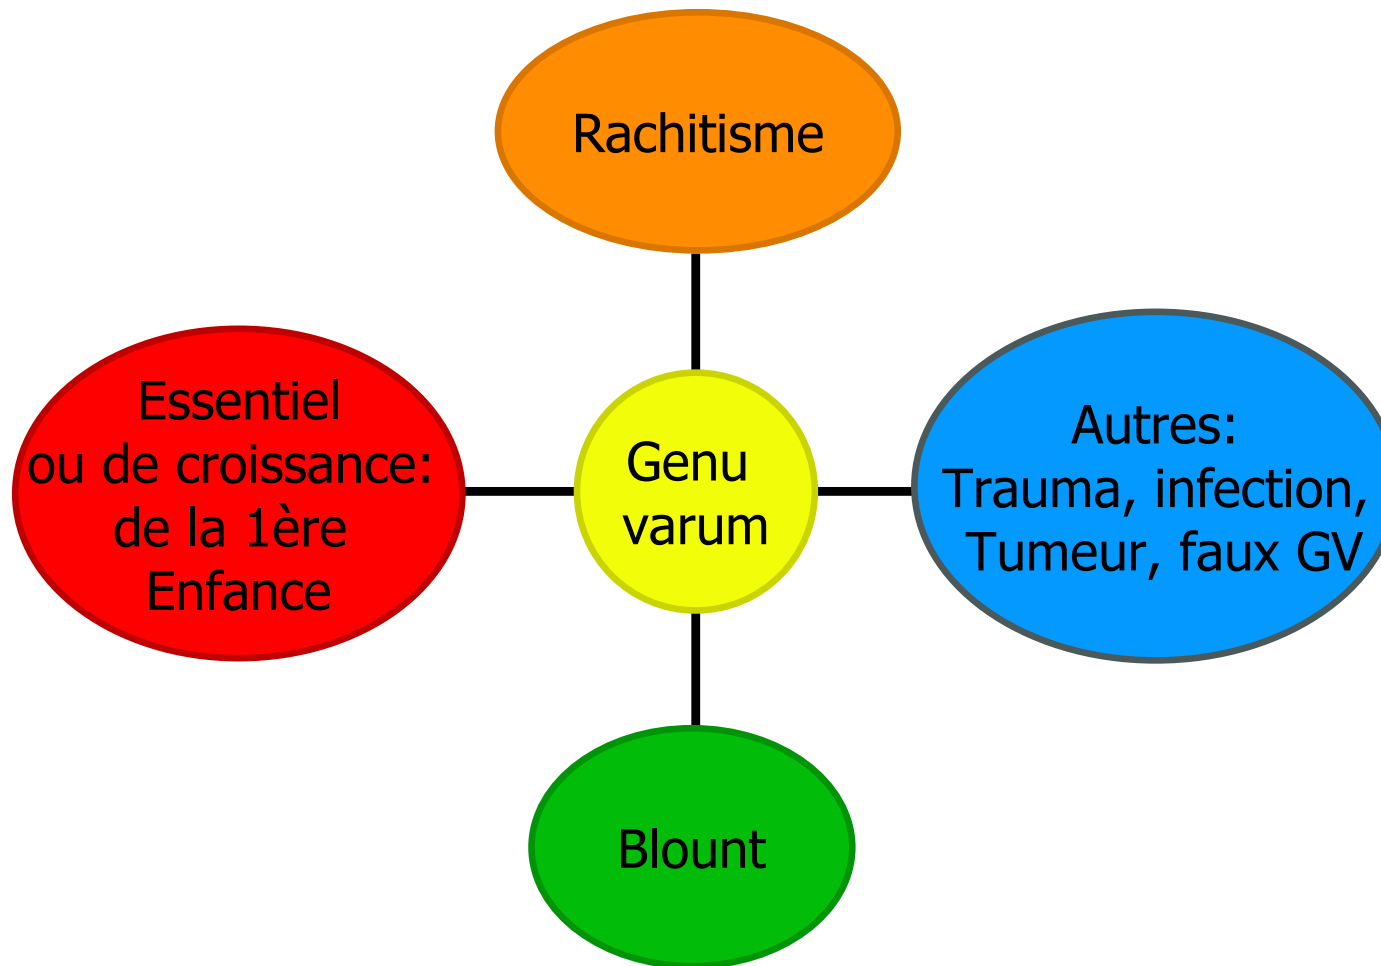 Rachitisme
Essentiel
ou de croissance:
de la 1ère
Enfance
Genu
varum
Autres:
Trauma, infection,
Tumeur, faux GV
Blount